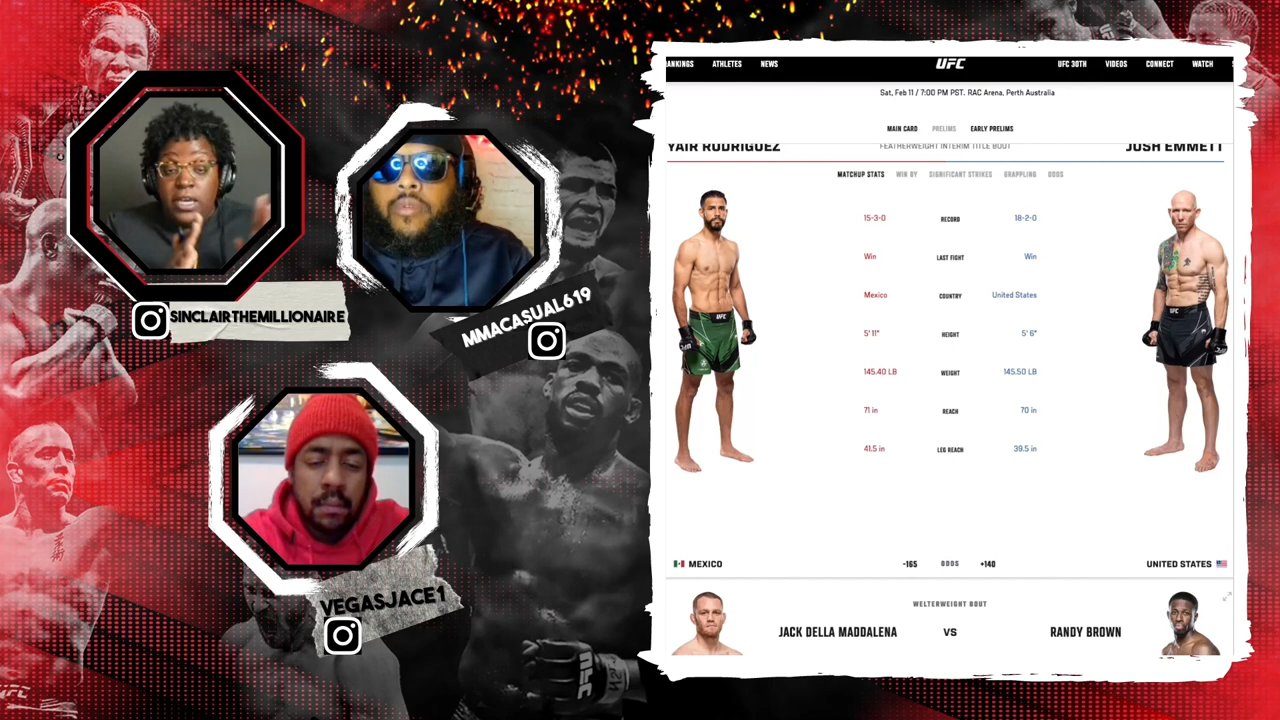 ANKINGS ATHLETES NEWS UFC UFC 30TH VIDEOS CONNECT WATCH
Sat, Feb 11 / 7:00 PM PST. RAC Arena, Perth Australia
MAIN CARD PRELIMS EARLY PRELIMS
YAIR RODRIGUEZ FEATHERWEIGHT INTERIM TITLE BOUT JOSH EMMETT
MATCHUP STATS WIN BY SIGNIFICANT STRIKES GRAPPLING ODDS
15-3-0 RECORD 18-2-0
Win LAST FIGHT Win
Mexico COUNTRY United States
5' 11" HEIGHT 5' 6"
145.40 LB WEIGHT 145.50 LB
71 in REACH 70 in
41.5 in LEG REACH 39.5 in
MEXICO -165 ODDS +140 UNITED STATES
WELTERWEIGHT BOUT
JACK DELLA MADDALENA VS RANDY BROWN
SINCLAIRTHEMILLIONAIRE
MMACASUAL619
VEGASJACE1
UFC
UFC